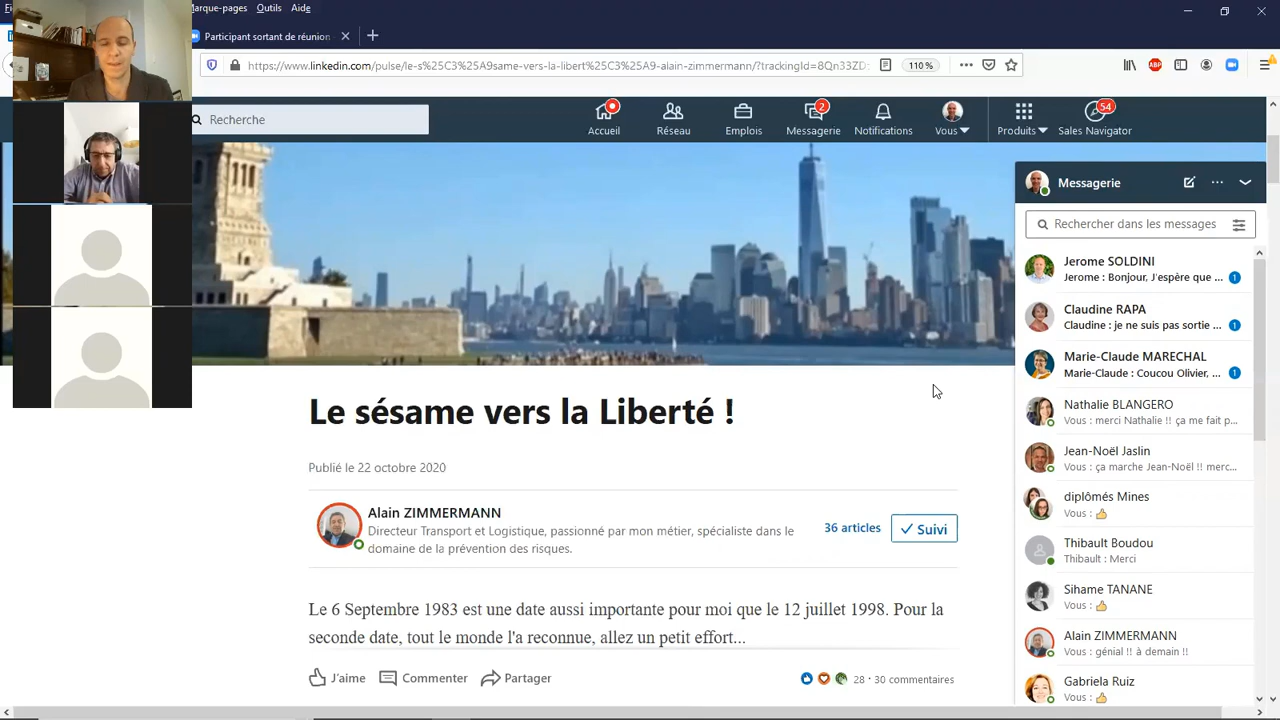 arque-pages Outils Aide
Participant sortant de réunion
https://www.linkedin.com/pulse/le-s%25C3%25A9same-vers-la-libert%25C3%25A9-alain-zimmermann/?trackingId=8Qn33ZD:
110 %
ABP
Recherche
Accueil
Réseau
Emplois
2
Messagerie
Notifications
Vous
Produits
54
Sales Navigator
Messagerie
Rechercher dans les messages
Jerome SOLDINI
Jerome : Bonjour, J'espère que ...
1
Claudine RAPA
Claudine : je ne suis pas sortie ...
1
Marie-Claude MARECHAL
Marie-Claude : Coucou Olivier, ...
1
Nathalie BLANGERO
Vous : merci Nathalie !! ça me fait p...
Jean-Noël Jaslin
Vous : ça marche Jean-Noël !! merc...
diplômés Mines
Vous : 👍
Thibault Boudou
Thibault : Merci
Sihame TANANE
Vous : 👍
Alain ZIMMERMANN
Vous : génial !! à demain !!
Gabriela Ruiz
Vous : 👍
Le sésame vers la Liberté !
Publié le 22 octobre 2020
Alain ZIMMERMANN
Directeur Transport et Logistique, passionné par mon métier, spécialiste dans le
domaine de la prévention des risques.
36 articles
Suivi
Le 6 Septembre 1983 est une date aussi importante pour moi que le 12 juillet 1998. Pour la
seconde date, tout le monde l'a reconnue, allez un petit effort...
J'aime
Commenter
Partager
28 · 30 commentaires